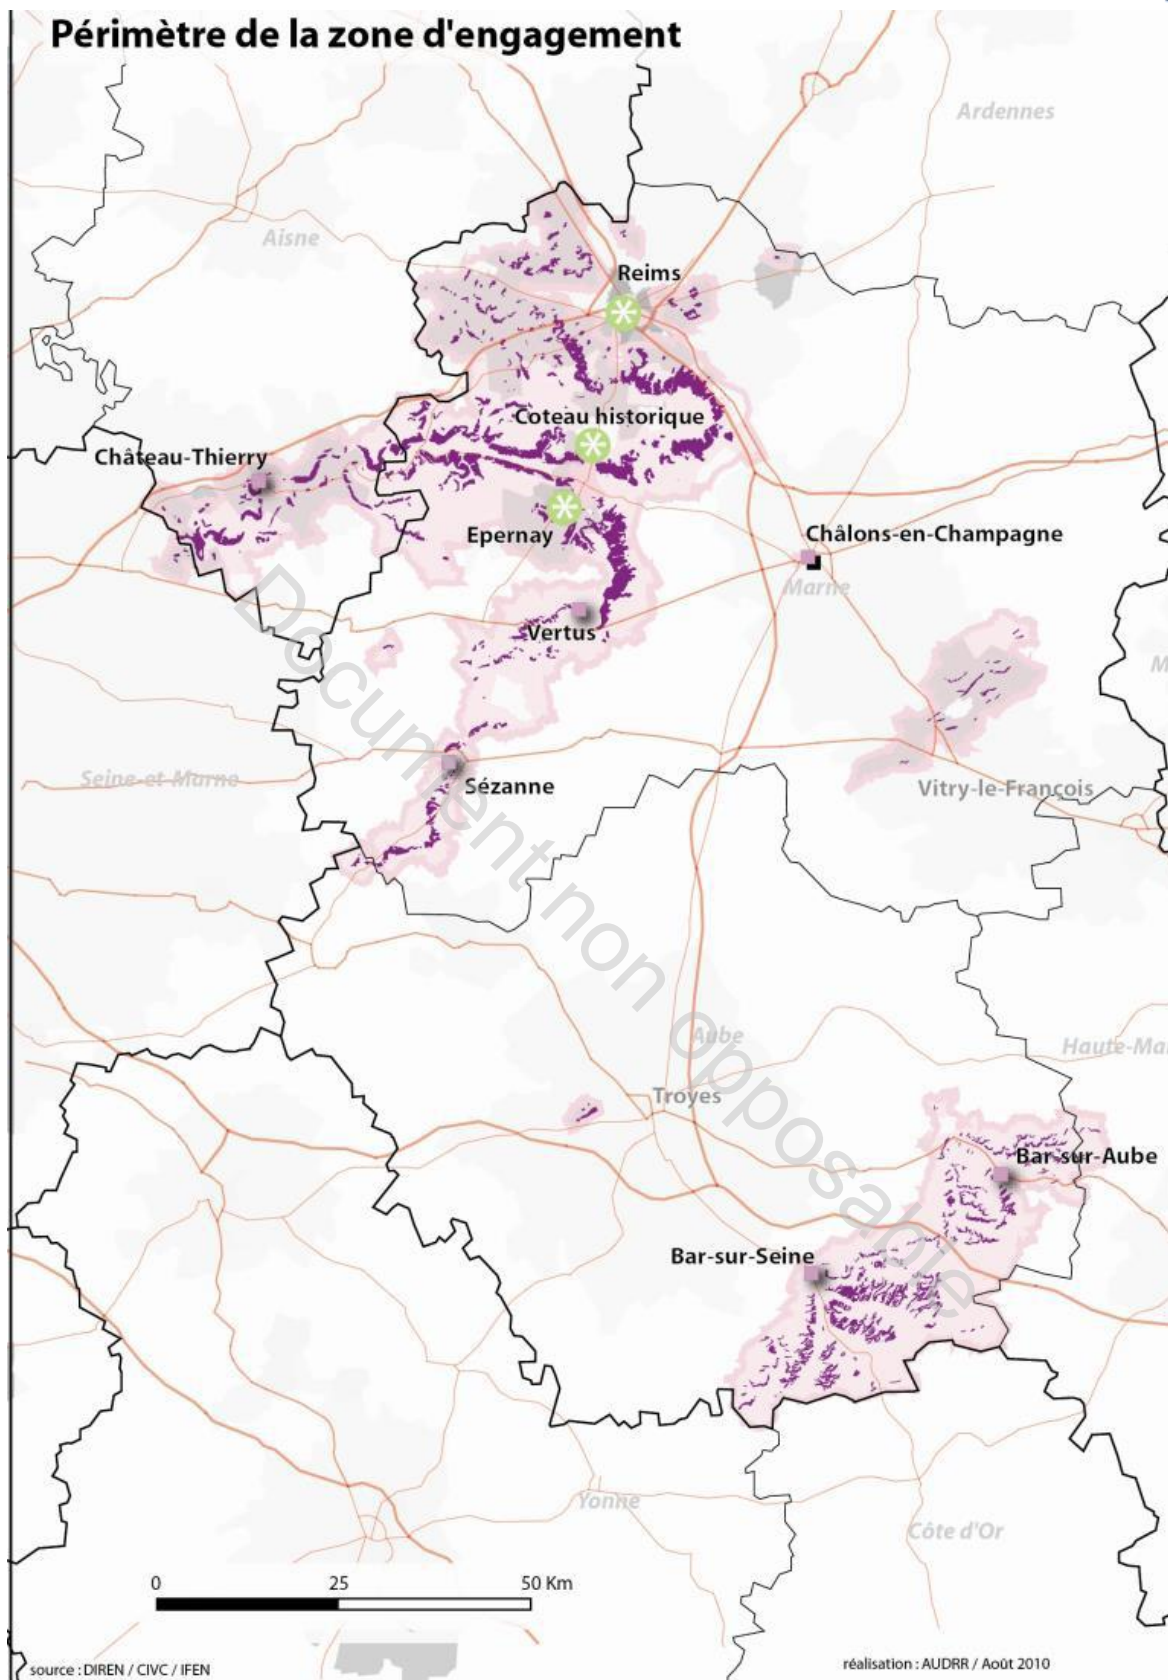 Périmètre de la zone d'engagement
Ardennes
Aisne
Reims
Coteau historique
Château-Thierry
Epernay
Châlons-en-Champagne
Marne
Vertus
M
Seine-et-Marne
Sézanne
Vitry-le-François
Document non opposable
Aube
Haute-Mar
Troyes
Bar-sur-Aube
Bar-sur-Seine
Yonne
Côte d'Or
0 25 50 Km
source : DIREN / CIVC / IFEN
réalisation : AUDRR / Août 2010